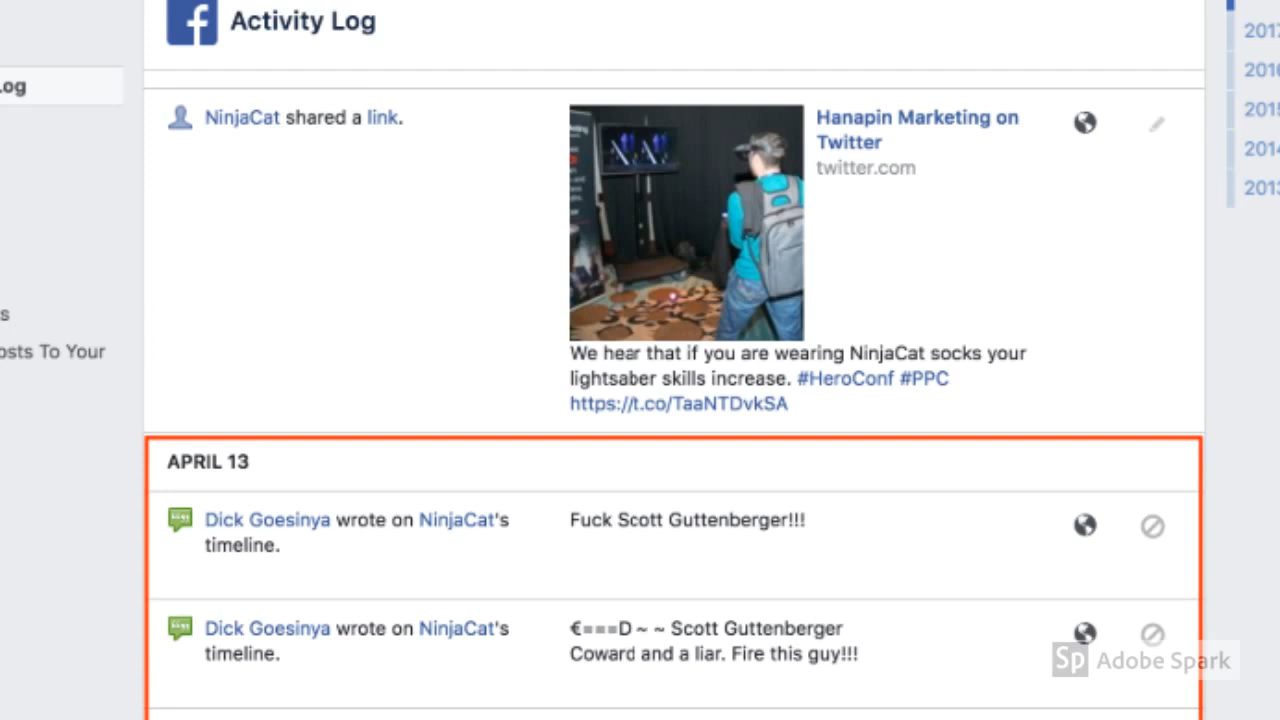 Activity Log
Log
NinjaCat shared a link.
Hanapin Marketing on
Twitter
twitter.com
We hear that if you are wearing NinjaCat socks your
lightsaber skills increase. #HeroConf #PPC
https://t.co/TaaNTDvkSA
APRIL 13
Dick Goesinya wrote on NinjaCat's
timeline.
Fuck Scott Guttenberger!!!
Dick Goesinya wrote on NinjaCat's
timeline.
€===D ~ ~ Scott Guttenberger
Coward and a liar. Fire this guy!!!
s
osts To Your
2017
2016
2015
2014
2013
Sp Adobe Spark